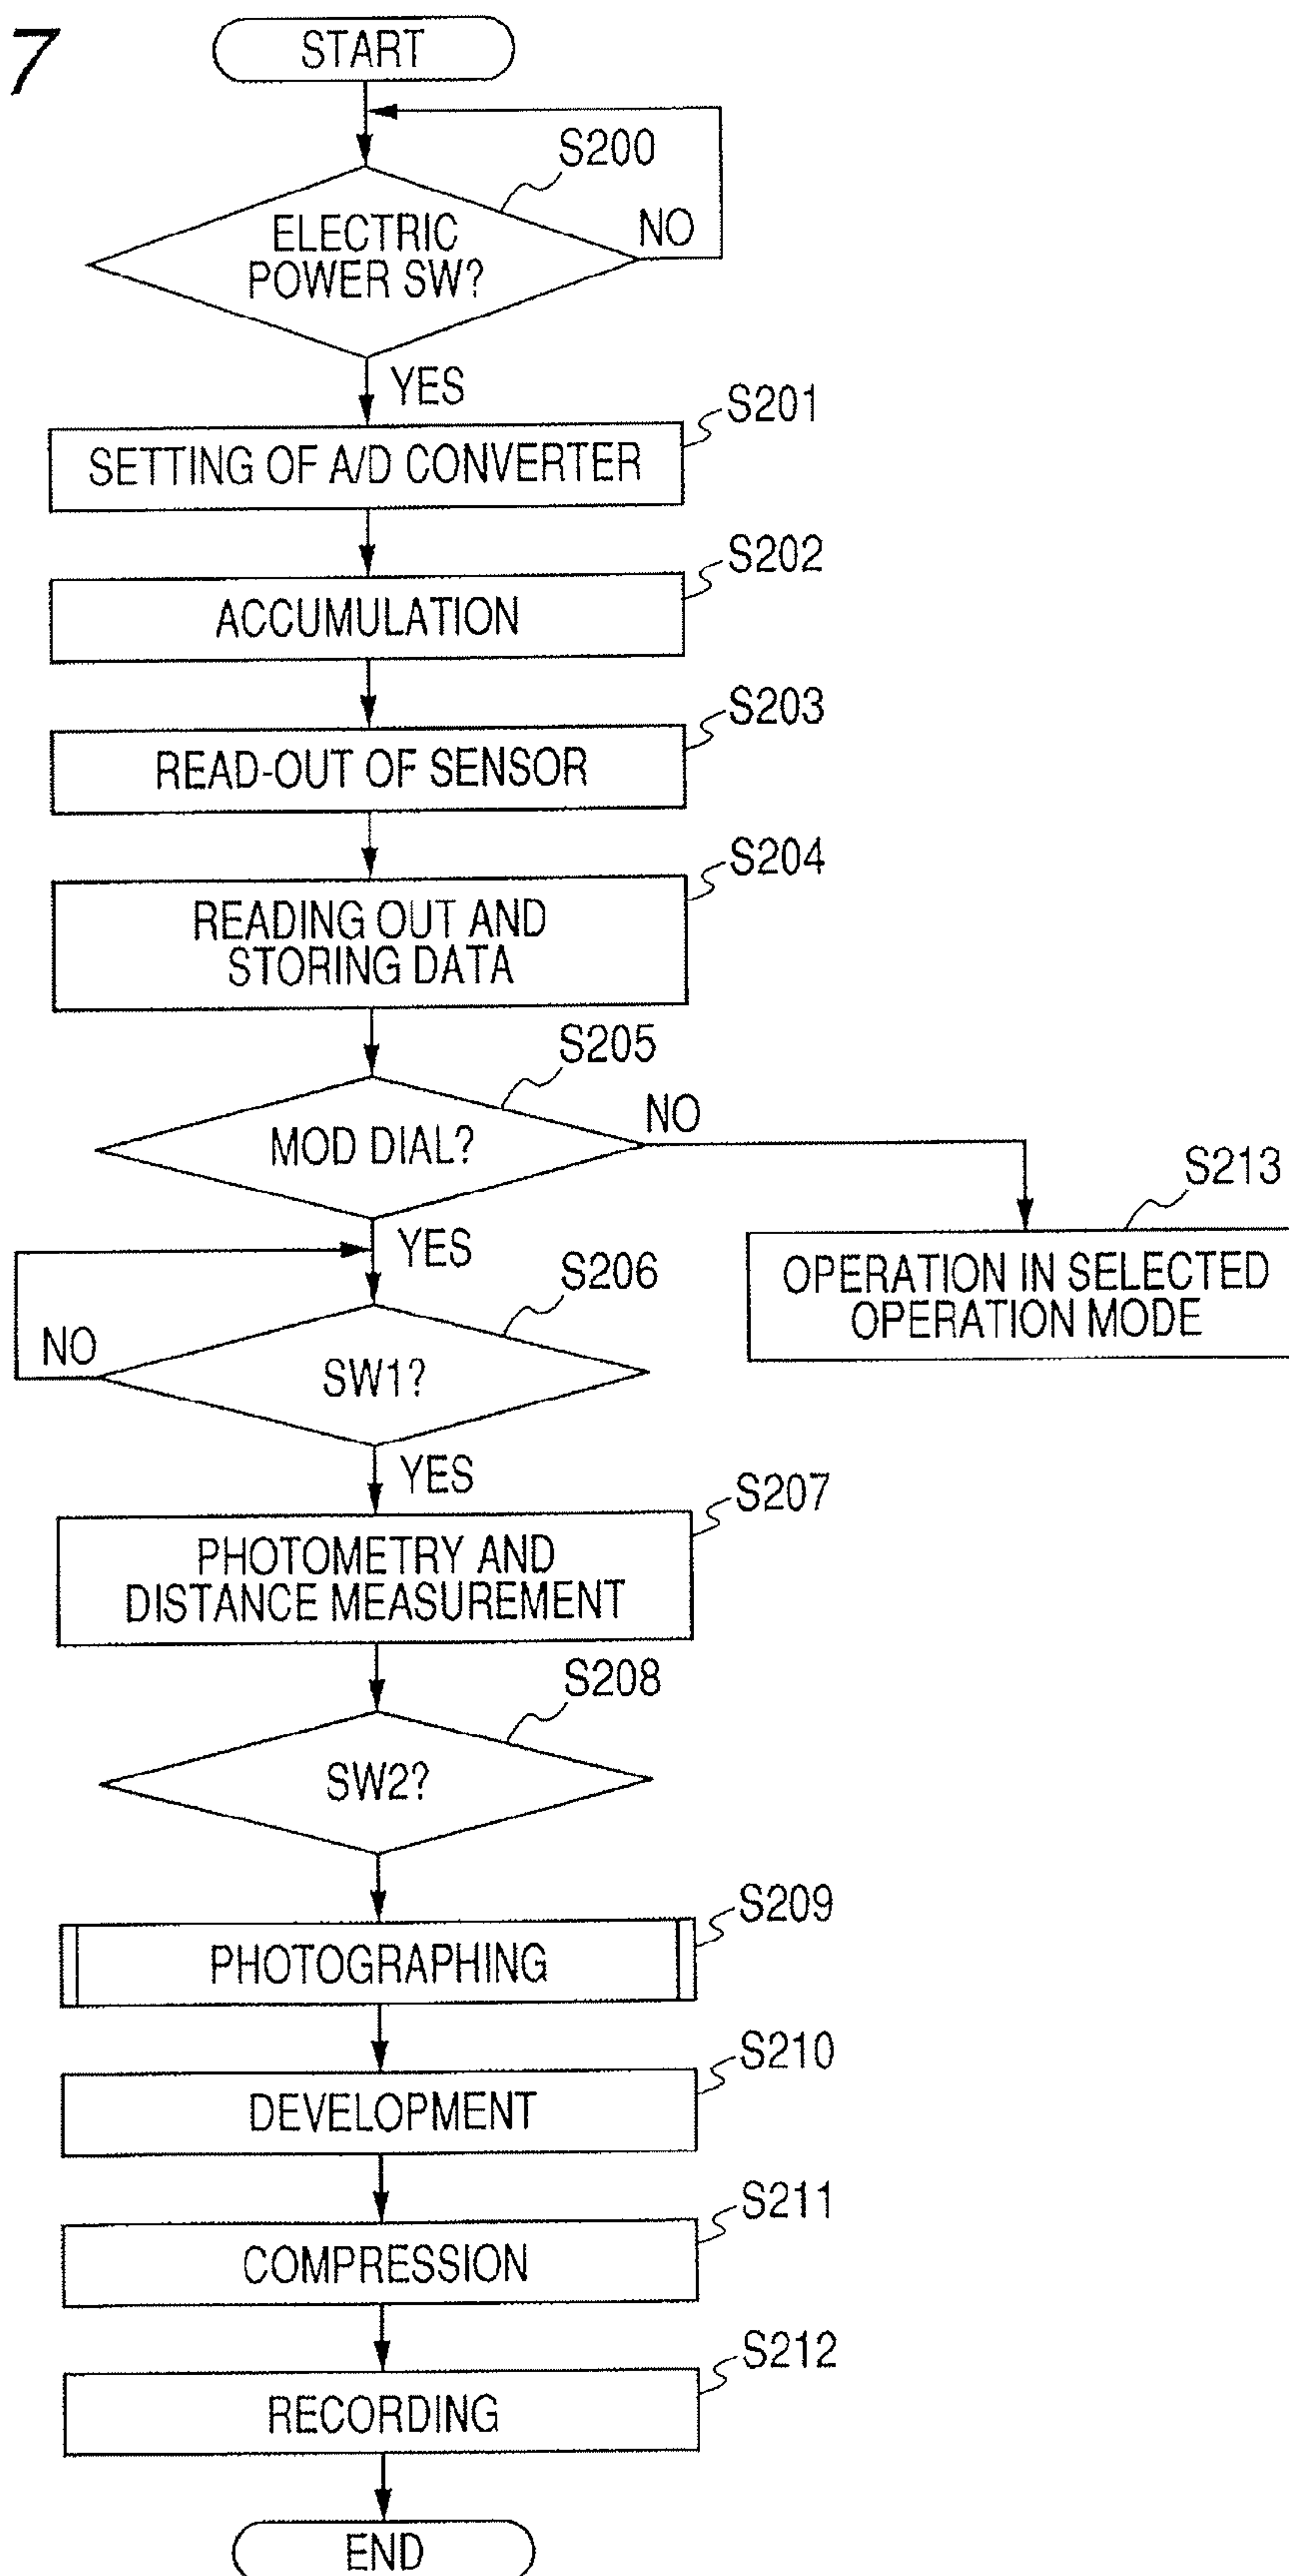 7
START
S200
ELECTRIC
POWER SW?
NO
YES
S201
SETTING OF A/D CONVERTER
S202
ACCUMULATION
S203
READ-OUT OF SENSOR
S204
READING OUT AND
STORING DATA
S205
MOD DIAL?
NO
YES
S213
OPERATION IN SELECTED
OPERATION MODE
S206
SW1?
NO
YES
S207
PHOTOMETRY AND
DISTANCE MEASUREMENT
S208
SW2?
S209
PHOTOGRAPHING
S210
DEVELOPMENT
S211
COMPRESSION
S212
RECORDING
END